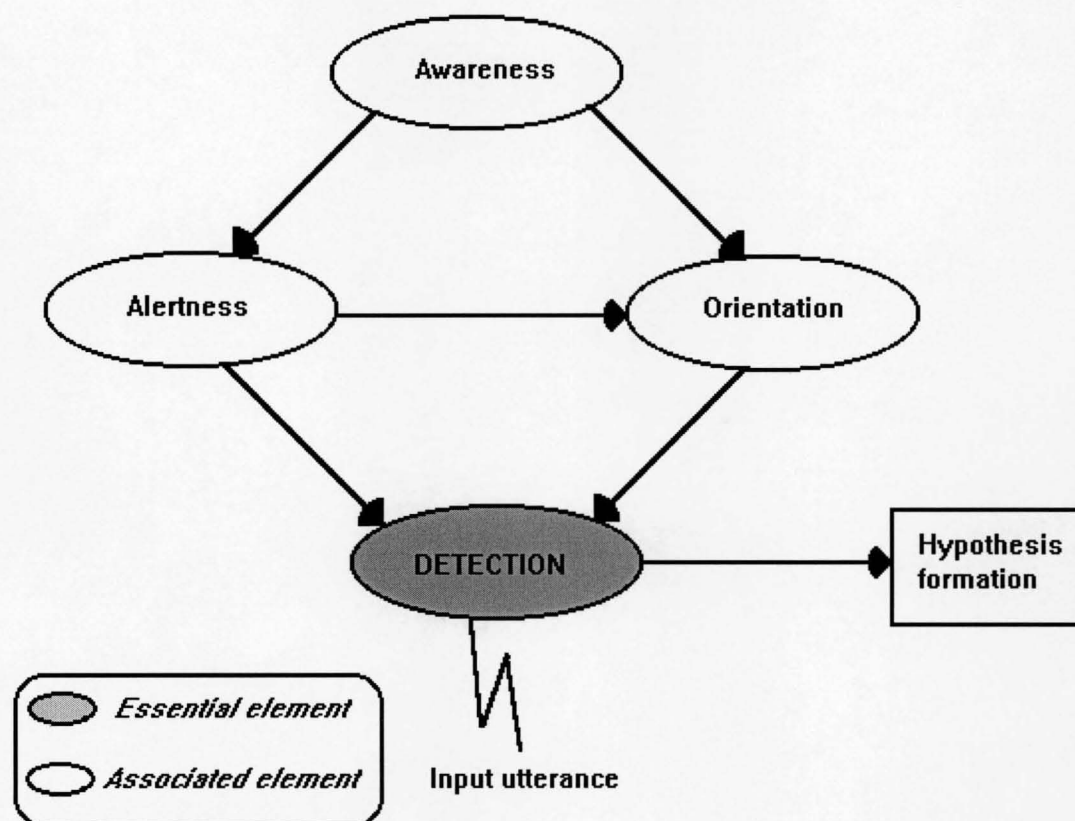 Awareness
Alertness
Orientation
DETECTION
Hypothesis
formation
Essential element
Associated element
Input utterance